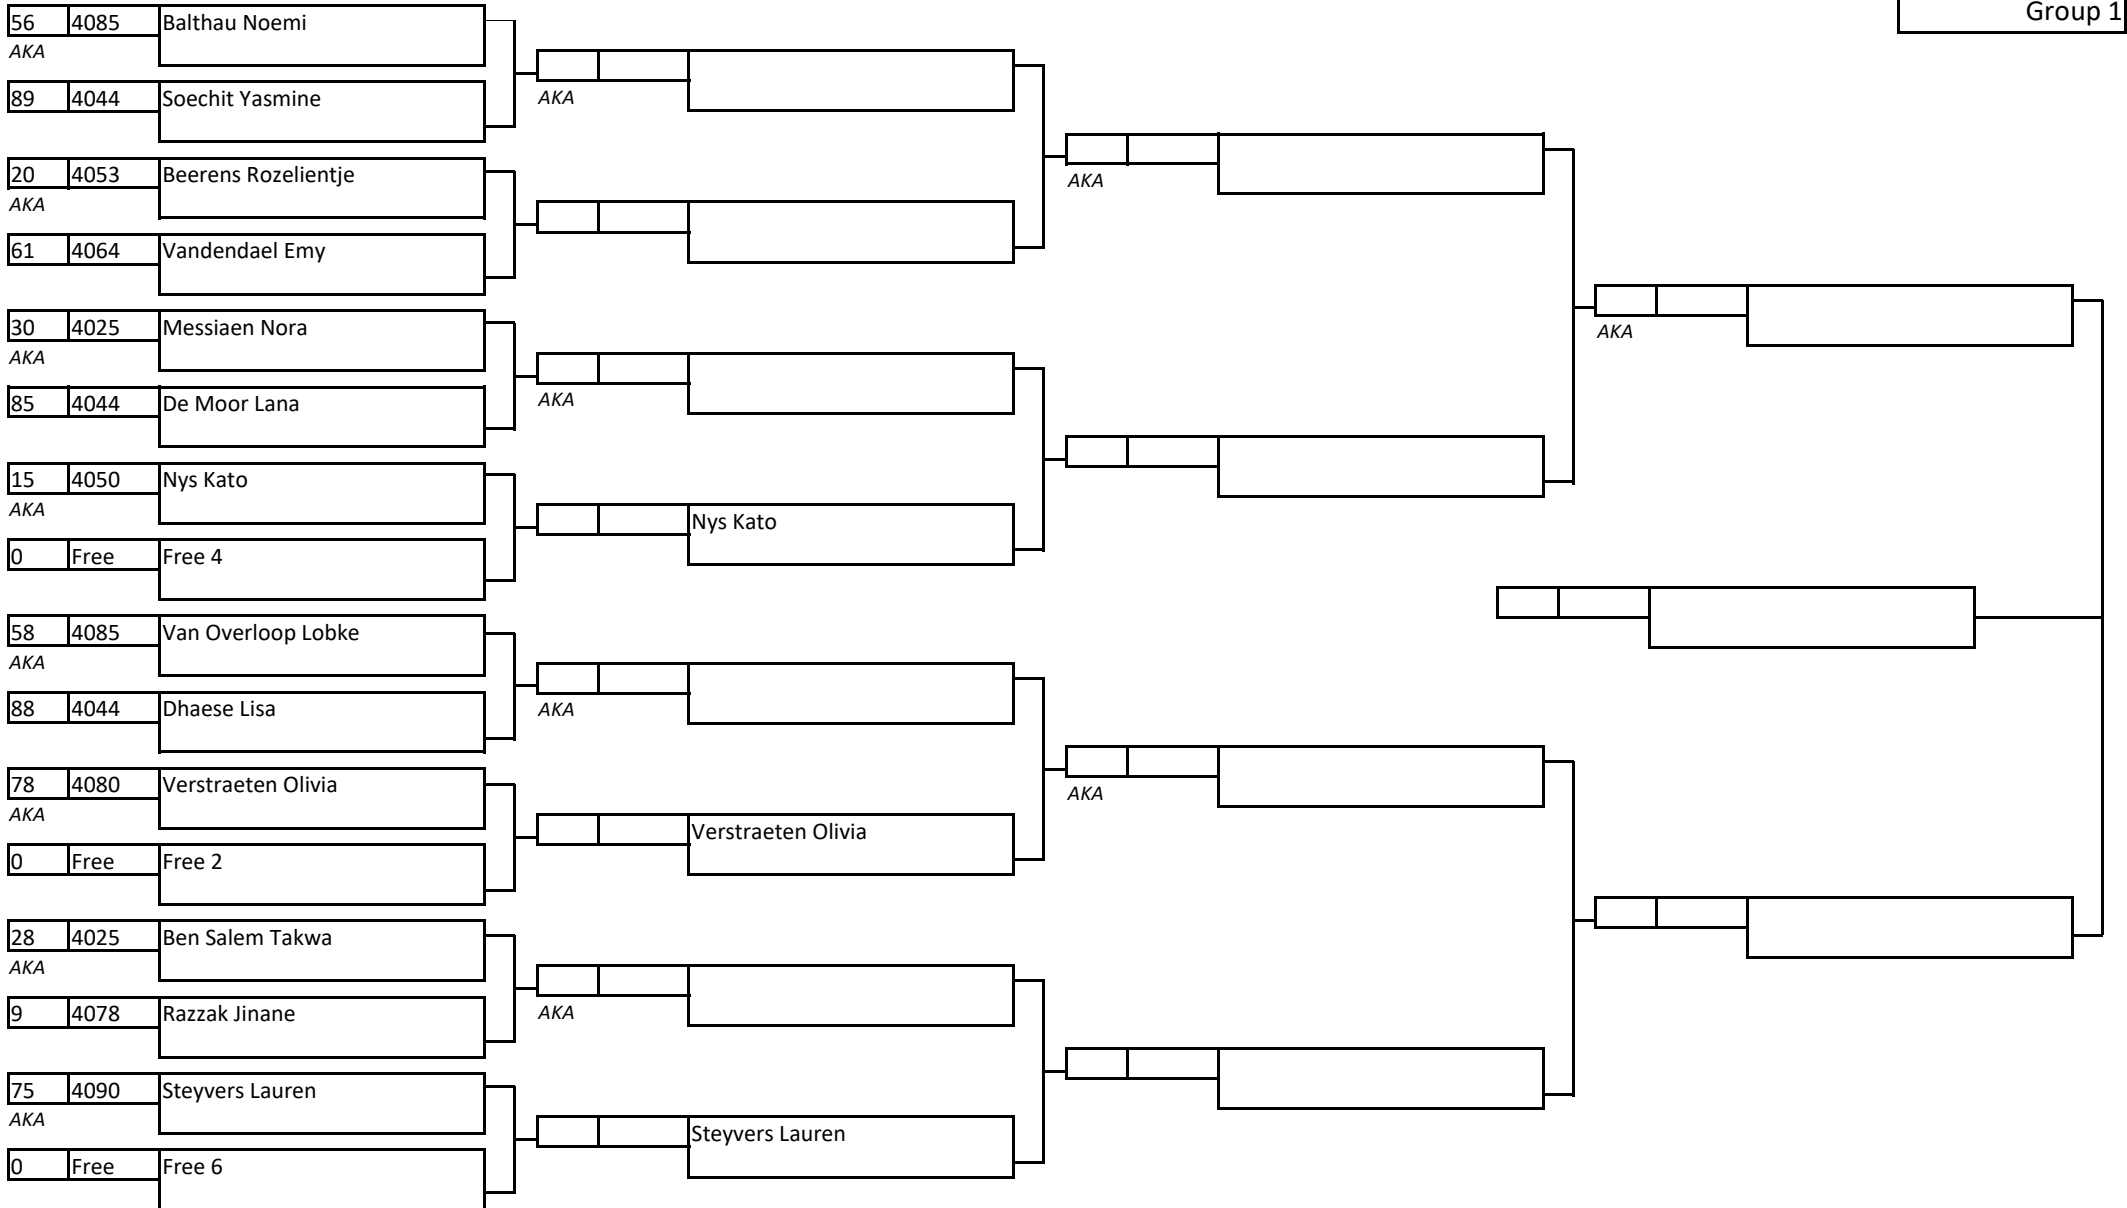 Group 1
56 4085 Balthau Noemi
AKA
89 4044 Soechit Yasmine
AKA
20 4053 Beerens Rozelientje
AKA
AKA
61 4064 Vandendael Emy
30 4025 Messiaen Nora
AKA
AKA
85 4044 De Moor Lana
AKA
15 4050 Nys Kato
AKA
Nys Kato
0 Free Free 4
58 4085 Van Overloop Lobke
AKA
88 4044 Dhaese Lisa
AKA
78 4080 Verstraeten Olivia
AKA
AKA
Verstraeten Olivia
0 Free Free 2
28 4025 Ben Salem Takwa
AKA
9 4078 Razzak Jinane
AKA
75 4090 Steyvers Lauren
AKA
Steyvers Lauren
0 Free Free 6